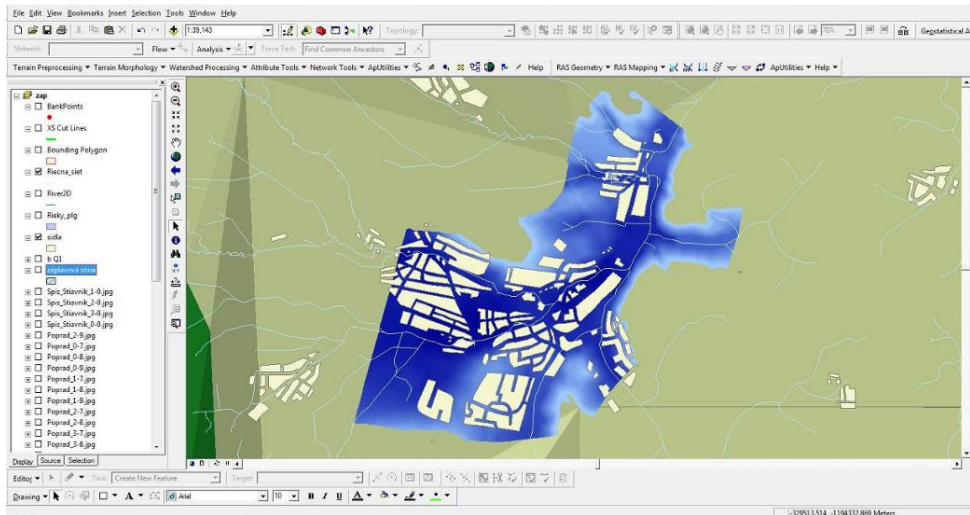 File Edit View Bookmarks Insert Selection Tools Window Help
1:39,143 Topology: 76% Geostatistical A
Network: Flow Analysis Trace Task: Find Common Ancestors
Terrain Preprocessing Terrain Morphology Watershed Processing Attribute Tools Network Tools ApUtilities Help RAS Geometry RAS Mapping ApUtilities Help
zap
BankPoints
XS Cut Lines
Bounding Polygon
Riecna_siet
River2D
Rieky_plg
sidla
b Q1
záplavová zóna
Spis_Stiavnik_1-0.jpg
Spis_Stiavnik_2-0.jpg
Spis_Stiavnik_3-0.jpg
Spis_Stiavnik_0-0.jpg
Poprad_2-9.jpg
Poprad_0-7.jpg
Poprad_0-8.jpg
Poprad_0-9.jpg
Poprad_1-7.jpg
Poprad_1-8.jpg
Poprad_1-9.jpg
Poprad_2-7.jpg
Poprad_2-8.jpg
Poprad_3-7.jpg
Poprad_3-8.jpg
Display Source Selection
Editor Task: Create New Feature Target:
Drawing A Arial 10 B I U A
-329513,514 -1194332,869 Meters